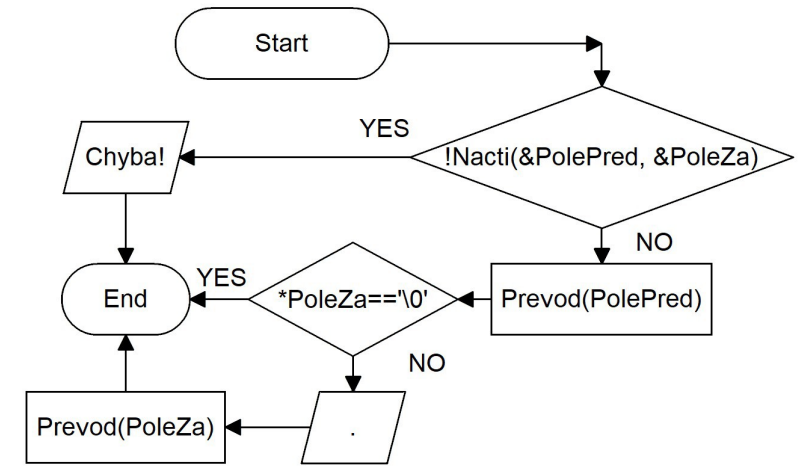 Start
YES
Chyba!
!Nacti(&PolePred, &PoleZa)
NO
YES
End
*PoleZa=='\0'
Prevod(PolePred)
NO
Prevod(PoleZa)
.